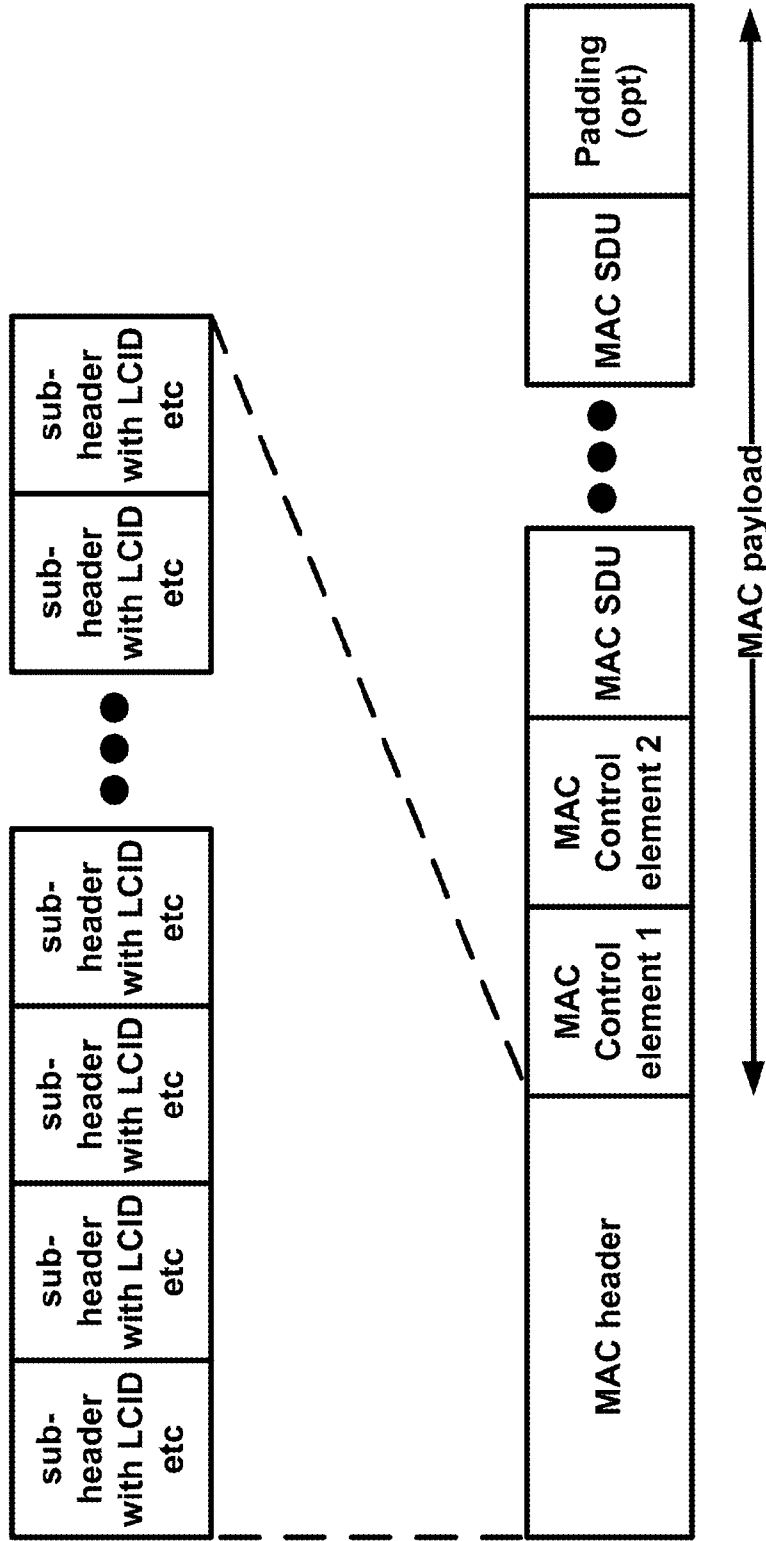 sub-
header
with LCID
etc
sub-
header
with LCID
etc
sub-
header
with LCID
etc
sub-
header
with LCID
etc
sub-
header
with LCID
etc
sub-
header
with LCID
etc
MAC header
MAC
Control
element 1
MAC
Control
element 2
MAC SDU
MAC SDU
Padding
(opt)
MAC payload